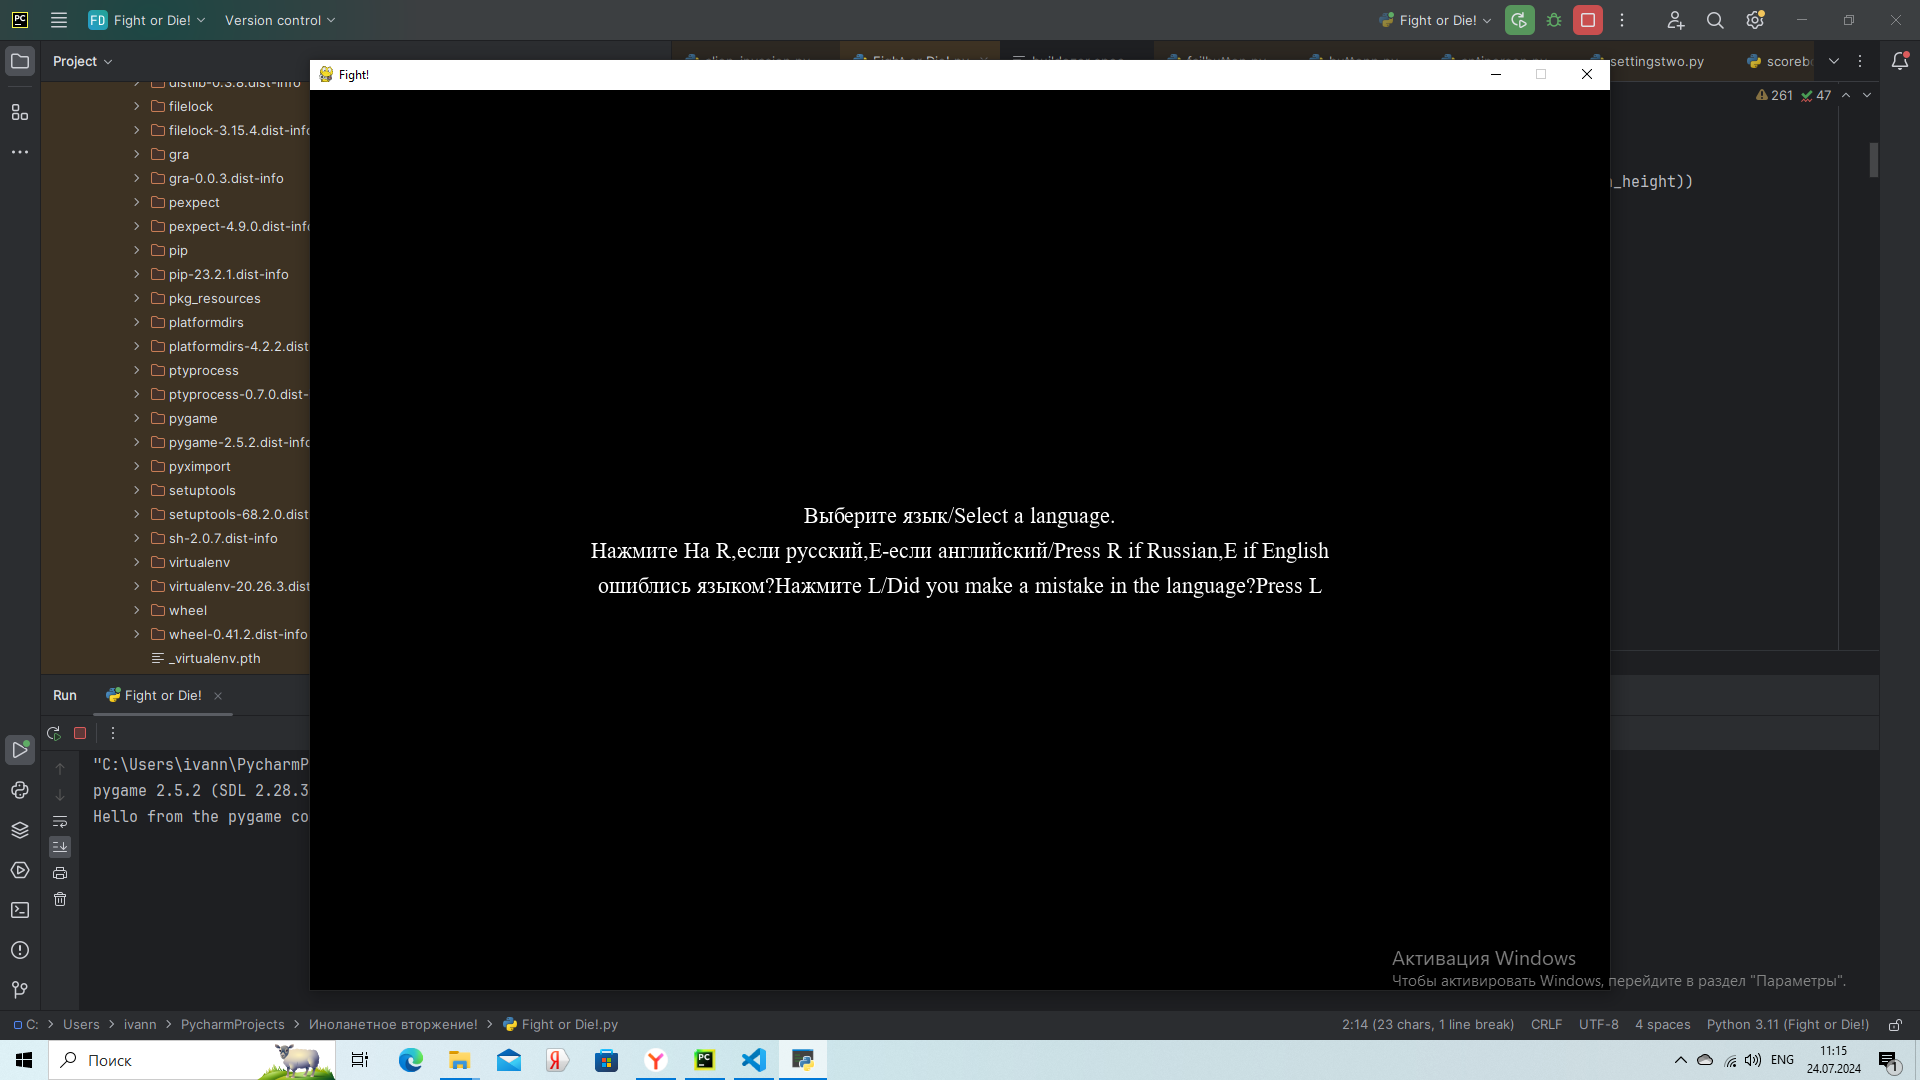 Fight or Die!
Version control
Fight or Die!
Project
settingstwo.py
Fight!
261
47
filelock
filelock-3.15.4.dist-info
gra
gra-0.0.3.dist-info
_height))
pexpect
pexpect-4.9.0.dist-info
pip
pip-23.2.1.dist-info
pkg_resources
platformdirs
platformdirs-4.2.2.dist
ptyprocess
ptyprocess-0.7.0.dist-
pygame
pygame-2.5.2.dist-info
pyximport
setuptools
setuptools-68.2.0.dist
sh-2.0.7.dist-info
virtualenv
virtualenv-20.26.3.dist
wheel
wheel-0.41.2.dist-info
_virtualenv.pth
Выберите язык/Select a language.
Нажмите На R,если русский,E-если английский/Press R if Russian,E if English
ошиблись языком?Нажмите L/Did you make a mistake in the language?Press L
Run
Fight or Die!
"C:\Users\ivann\PycharmP
pygame 2.5.2 (SDL 2.28.3
Hello from the pygame co
Активация Windows
Чтобы активировать Windows, перейдите в раздел "Параметры".
C: Users ivann PycharmProjects Иноланетное вторжение! Fight or Die!.py
2:14 (23 chars, 1 line break) CRLF UTF-8 4 spaces Python 3.11 (Fight or Die!)
Поиск
ENG
11:15
24.07.2024